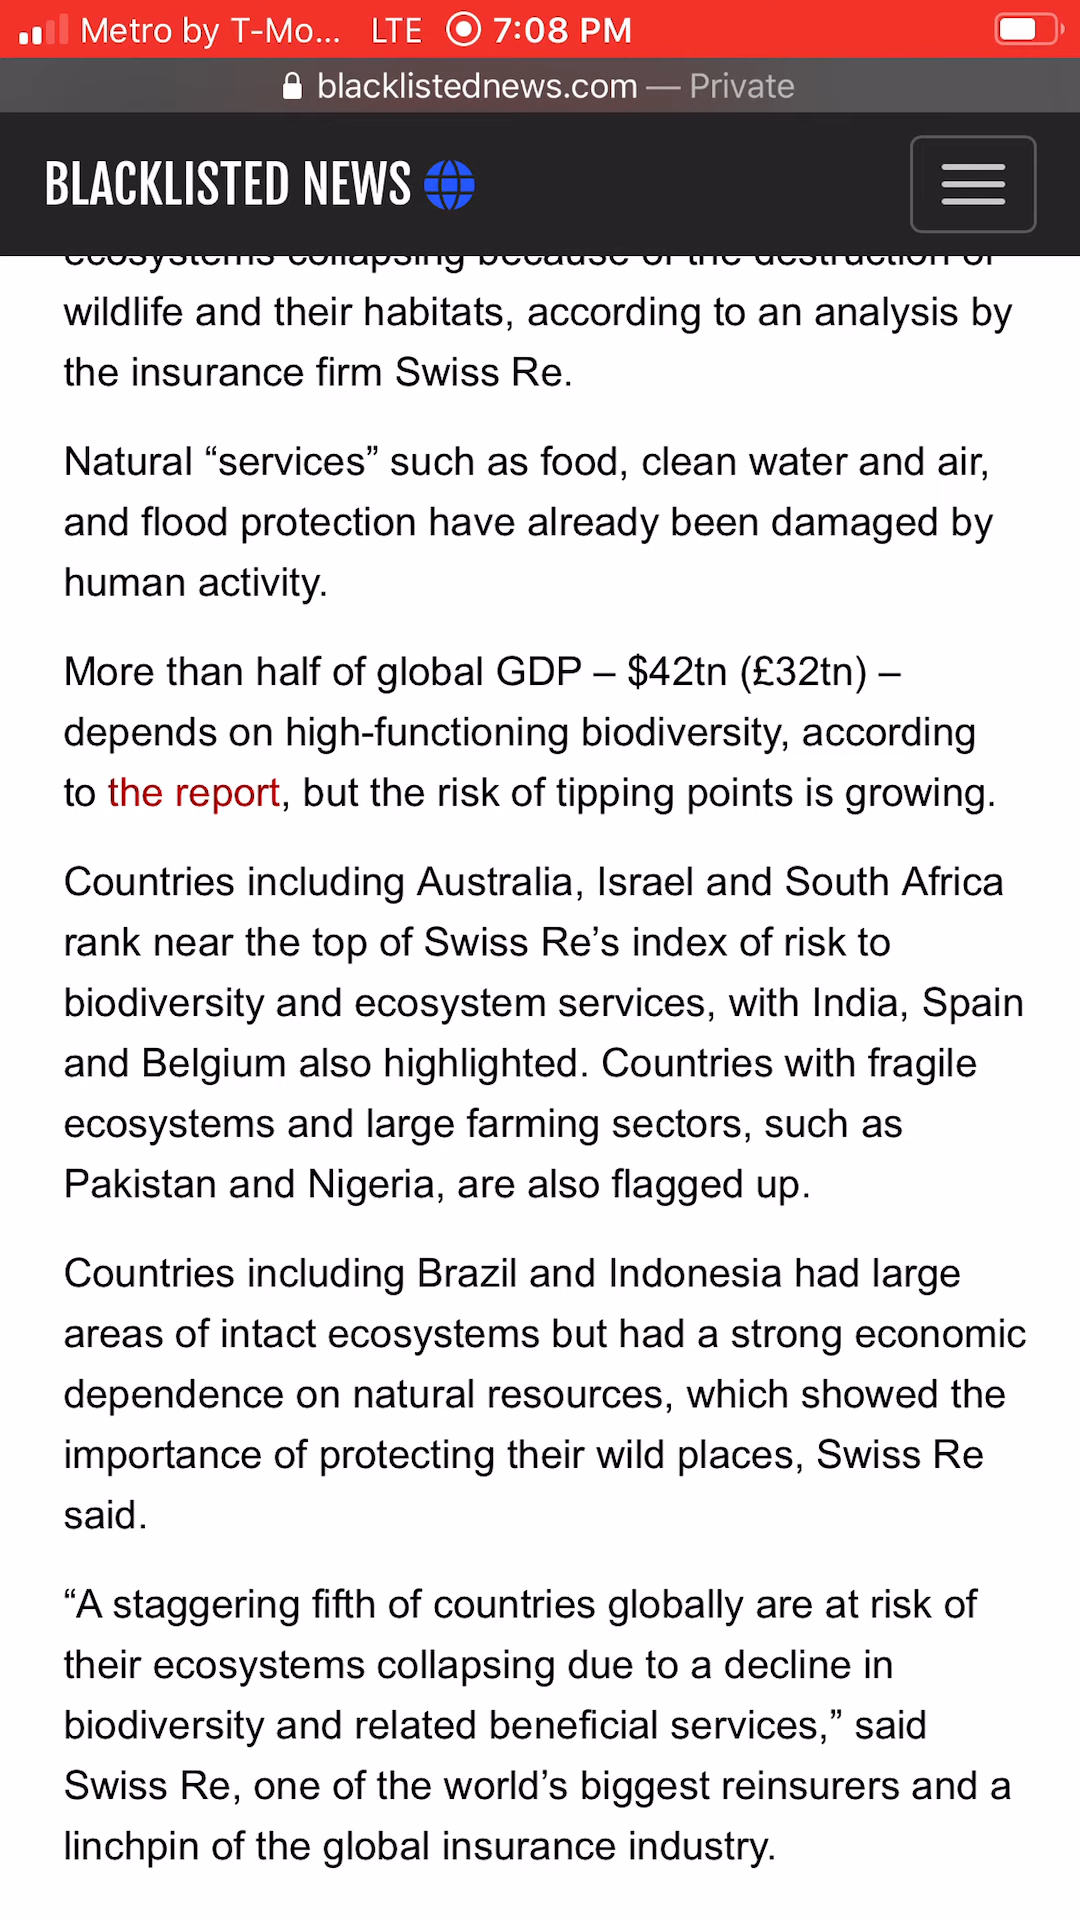 Metro by T-Mo... LTE 7:08 PM
blacklistednews.com — Private
BLACKLISTED NEWS
ecosystems collapsing because of the destruction of
wildlife and their habitats, according to an analysis by
the insurance firm Swiss Re.
Natural “services” such as food, clean water and air,
and flood protection have already been damaged by
human activity.
More than half of global GDP – $42tn (£32tn) –
depends on high-functioning biodiversity, according
to the report, but the risk of tipping points is growing.
Countries including Australia, Israel and South Africa
rank near the top of Swiss Re’s index of risk to
biodiversity and ecosystem services, with India, Spain
and Belgium also highlighted. Countries with fragile
ecosystems and large farming sectors, such as
Pakistan and Nigeria, are also flagged up.
Countries including Brazil and Indonesia had large
areas of intact ecosystems but had a strong economic
dependence on natural resources, which showed the
importance of protecting their wild places, Swiss Re
said.
“A staggering fifth of countries globally are at risk of
their ecosystems collapsing due to a decline in
biodiversity and related beneficial services,” said
Swiss Re, one of the world’s biggest reinsurers and a
linchpin of the global insurance industry.